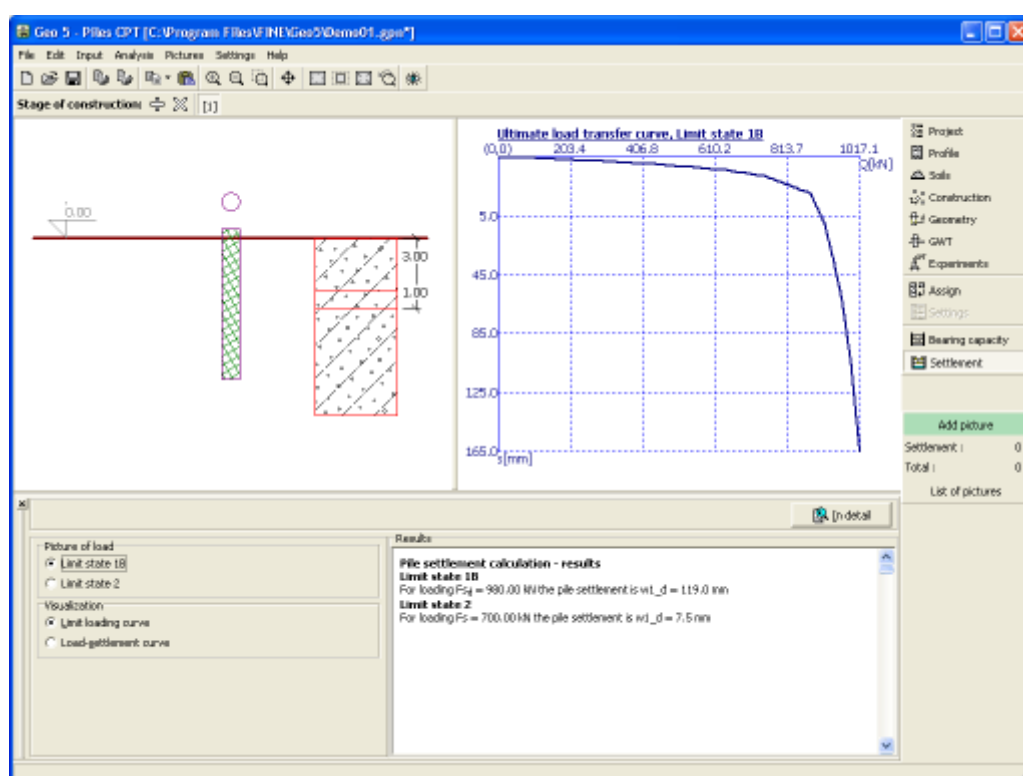 Geo 5 - Piles CPT [C:\Program Files\FINE\Geo5\Demo01.gpn*]
File Edit Input Analysis Pictures Settings Help
Stage of construction: [1]
0.00
3.00
1.00
Ultimate load transfer curve, Limit state 1B
(0,0) 203.4 406.8 610.2 813.7 1017.1
Q[kN]
5.0
45.0
85.0
125.0
165.0
s[mm]
Project
Profile
Soils
Construction
Geometry
GWT
Experiments
Assign
Settings
Bearing capacity
Settlement
Add picture
Settlement : 0
Total : 0
List of pictures
In detail
Picture of load
Limit state 1B
Limit state 2
Visualization
Limit loading curve
Load-settlement curve
Results
Pile settlement calculation - results
Limit state 1B
For loading Fs_d = 980.00 kN the pile settlement is w1_d = 119.0 mm
Limit state 2
For loading Fs = 700.00 kN the pile settlement is w1_d = 7.5 mm